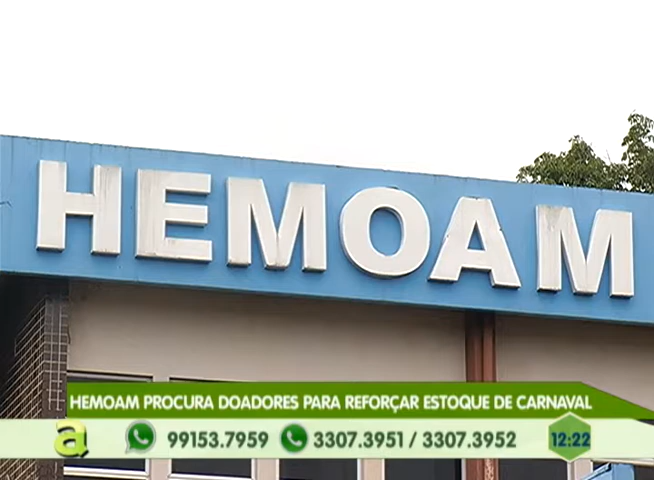 HEMOAM
HEMOAM PROCURA DOADORES PARA REFORÇAR ESTOQUE DE CARNAVAL
a 99153.7959 3307.3951 / 3307.3952 12:22